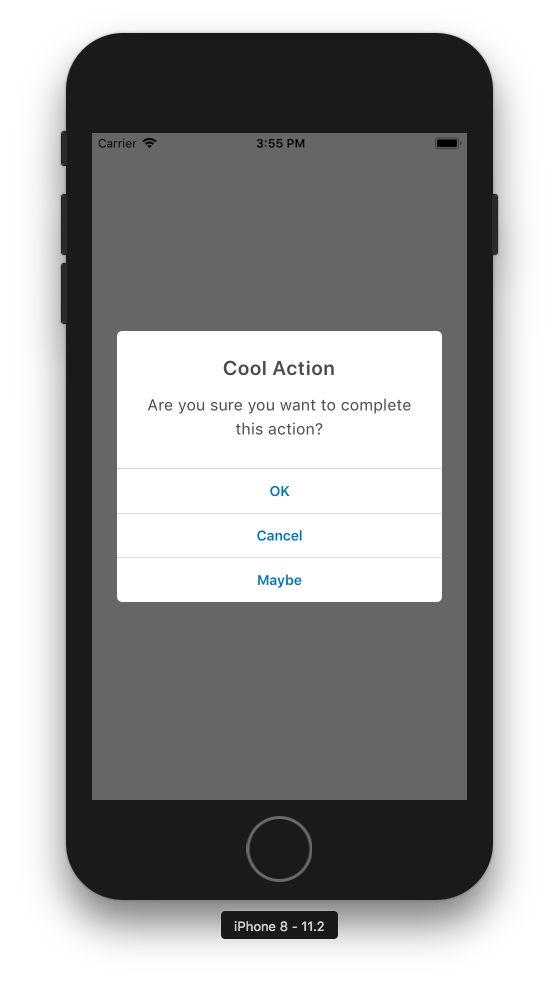 Carrier 3:55 PM
Cool Action
Are you sure you want to complete
this action?
OK
Cancel
Maybe
iPhone 8 - 11.2